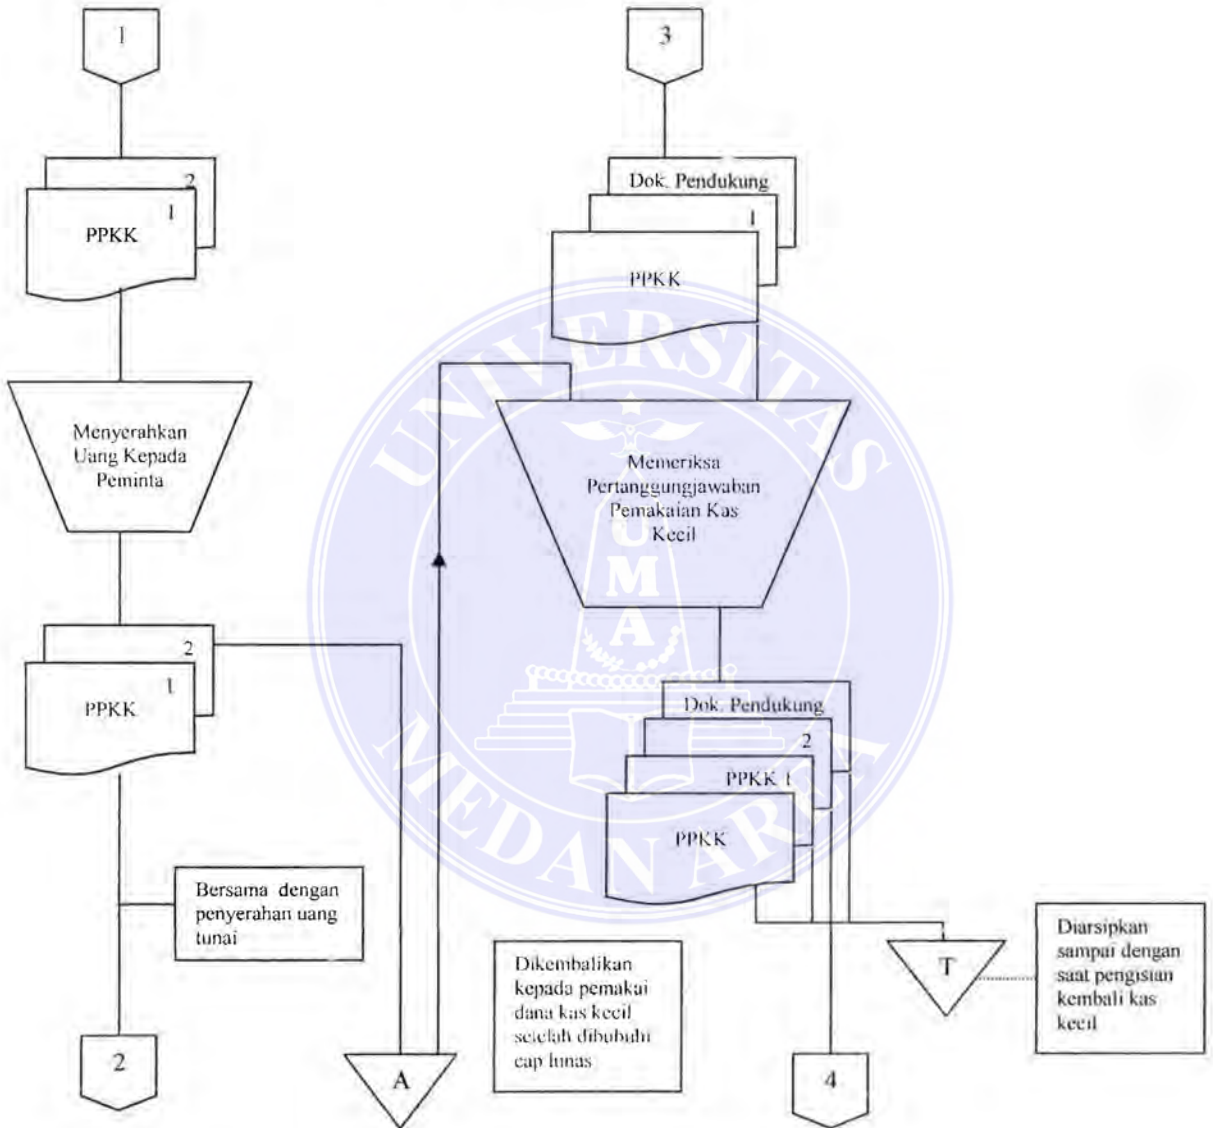 1
2
1
PPKK
Menyerahkan
Uang Kepada
Peminta
2
1
PPKK
Bersama dengan
penyerahan uang
tunai
2
A
3
Dok. Pendukung
1
PPKK
Memeriksa
Pertanggungjawaban
Pemakaian Kas
Kecil
Dok. Pendukung
2
PPKK 1
PPKK
Dikembalikan
kepada pemakai
dana kas kecil
setelah dibubuhi
cap lunas
4
T
Diarsipkan
sampai dengan
saat pengisian
kembali kas
kecil
UNIVERSITAS
MEDAN AREA
UMA